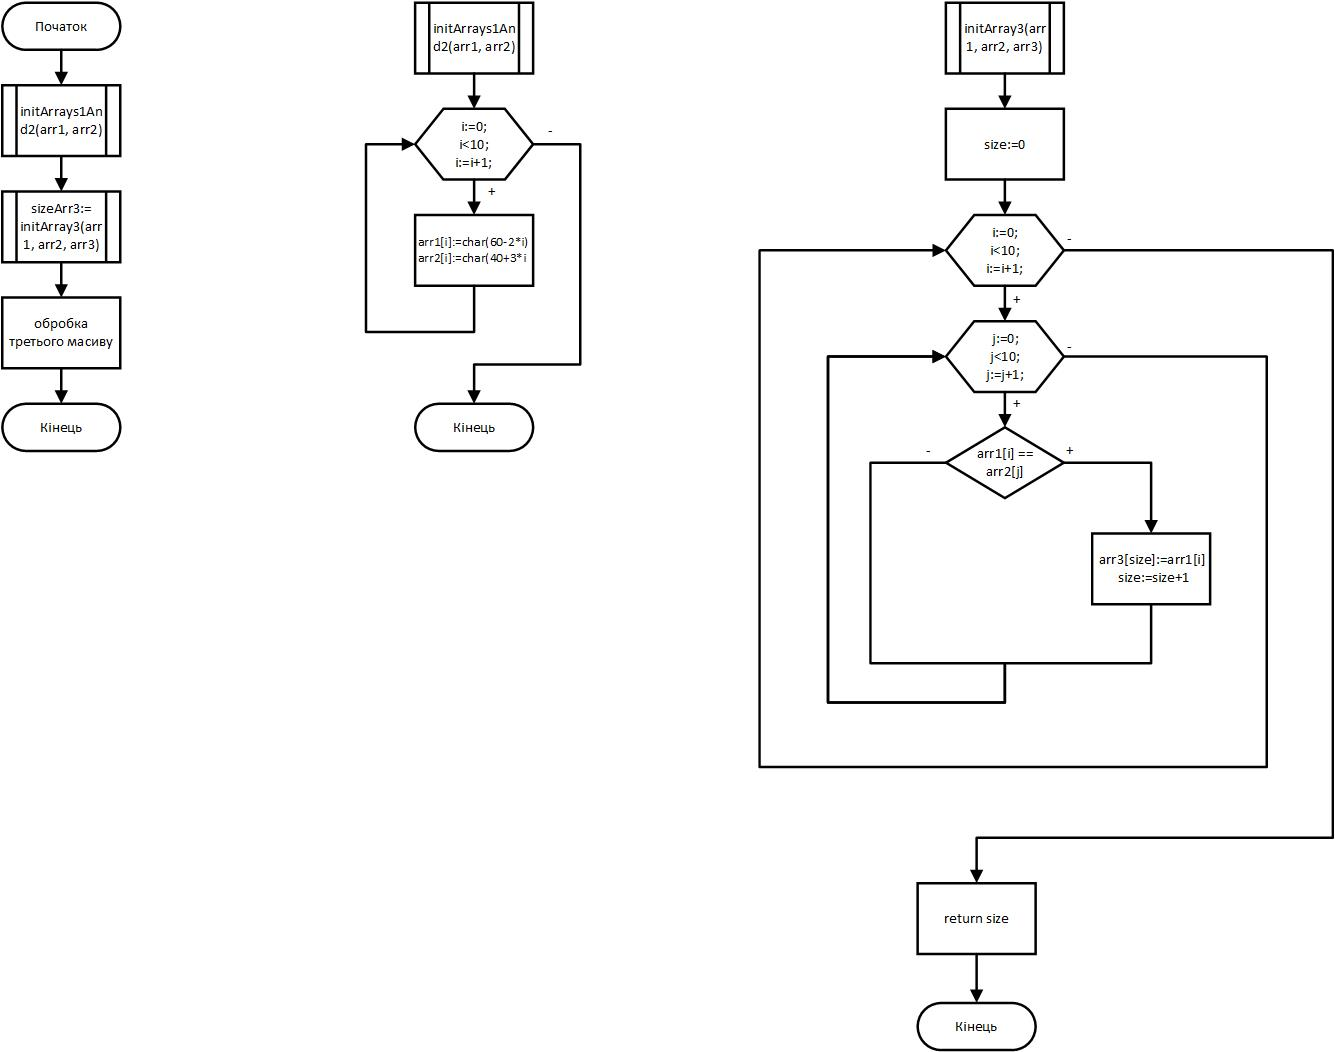 Початок
initArrays1An
d2(arr1, arr2)
sizeArr3:=
initArray3(arr
1, arr2, arr3)
обробка
третього масиву
Кінець
initArrays1An
d2(arr1, arr2)
i:=0;
i<10;
i:=i+1;
-
+
arr1[i]:=char(60-2*i)
arr2[i]:=char(40+3*i
Кінець
initArray3(arr
1, arr2, arr3)
size:=0
i:=0;
i<10;
i:=i+1;
-
+
j:=0;
j<10;
j:=j+1;
-
+
arr1[i] ==
arr2[j]
-
+
arr3[size]:=arr1[i]
size:=size+1
return size
Кінець